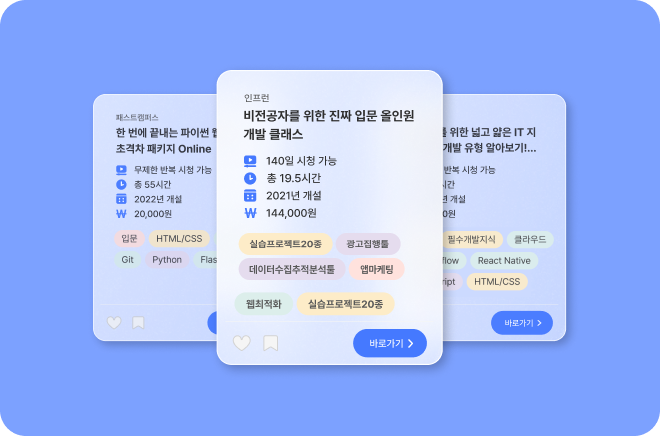 패스트캠퍼스
한 번에 끝내는 파이썬 웹
초격차 패키지 Online
무제한 반복 시청 가능
총 55시간
2022년 개설
20,000원
입문 HTML/CSS
Git Python Flas
인프런
비전공자를 위한 진짜 입문 올인원
개발 클래스
140일 시청 가능
총 19.5시간
2021년 개설
144,000원
실습프로젝트20종 광고집행툴
데이터수집추적분석툴 앱마케팅
웹최적화 실습프로젝트20종
바로가기
위한 넓고 얇은 IT 지
개발 유형 알아보기!...
반복 시청 가능
시간
개설
0원
필수개발지식 클라우드
flow React Native
ript HTML/CSS
바로가기